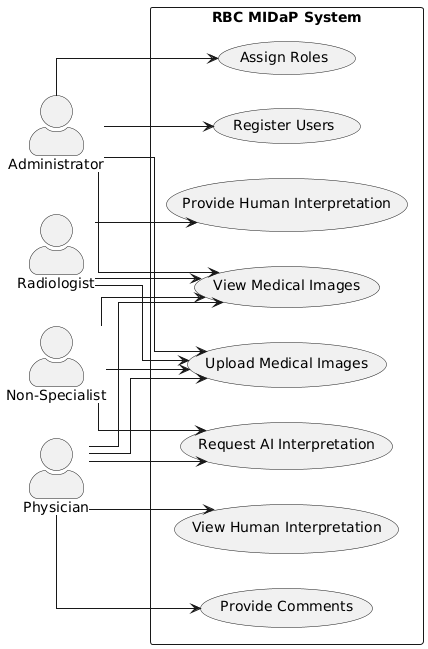 RBC MIDaP System
Assign Roles
Register Users
Administrator
Provide Human Interpretation
Radiologist
View Medical Images
Upload Medical Images
Non-Specialist
Request AI Interpretation
Physician
View Human Interpretation
Provide Comments